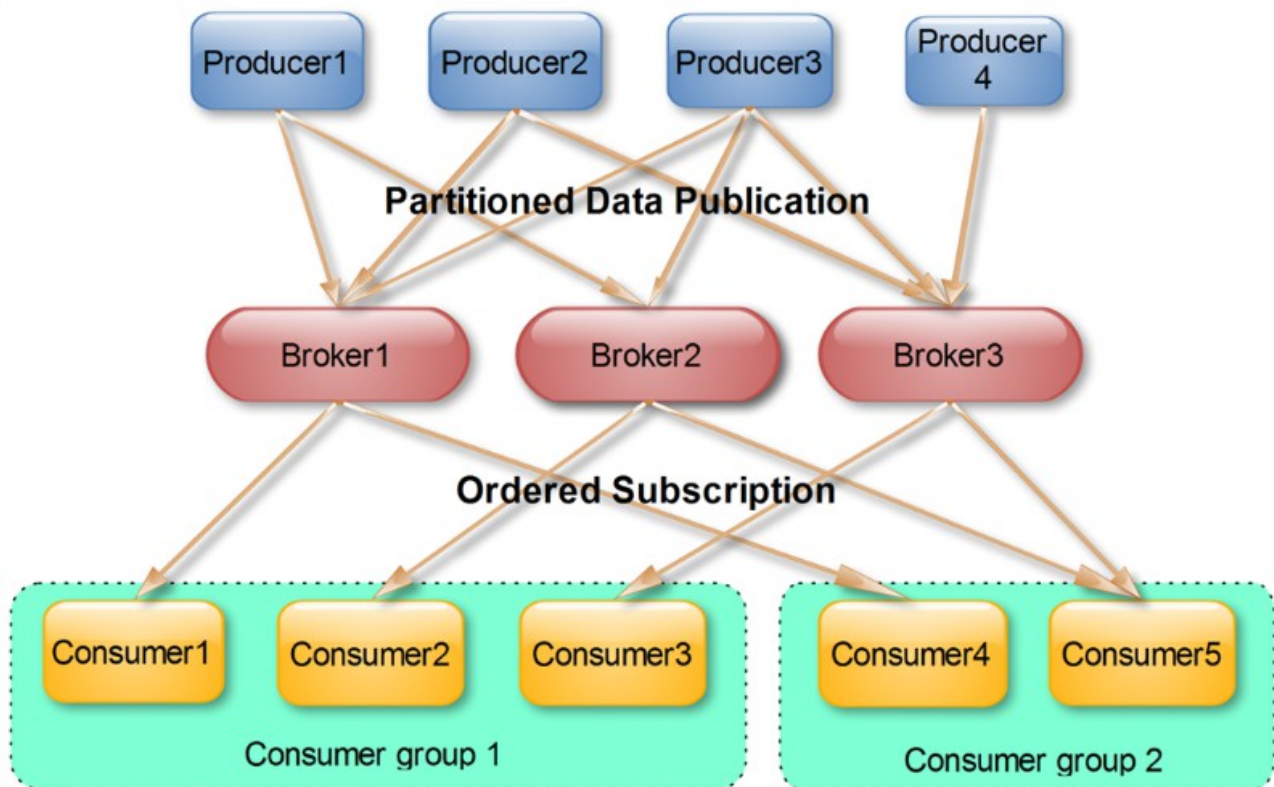 Producer1
Producer2
Producer3
Producer
4
Partitioned Data Publication
Broker1
Broker2
Broker3
Ordered Subscription
Consumer1
Consumer2
Consumer3
Consumer4
Consumer5
Consumer group 1
Consumer group 2